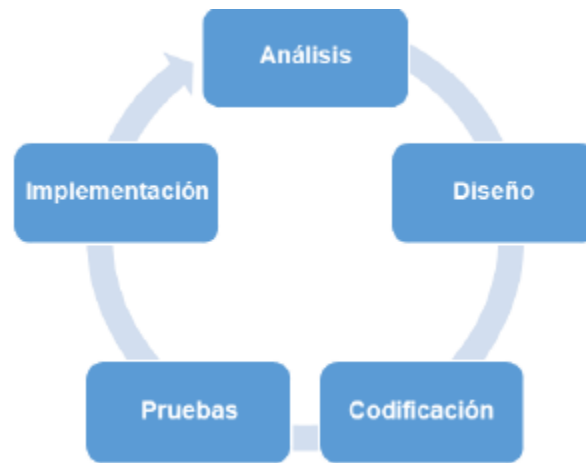 Análisis
Diseño
Codificación
Pruebas
Implementación